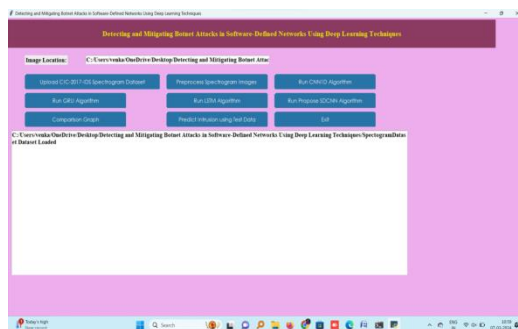 Detecting and Mitigating Botnet Attacks in Software-Defined Networks Using Deep Learning Techniques
Detecting and Mitigating Botnet Attacks in Software-Defined Networks Using Deep Learning Techniques
Image Location: C:/Users/venka/OneDrive/Desktop/Detecting and Mitigating Botnet Attac
Upload CIC-2017-IDS Spectrogram Dataset Preprocess Spectrogram Images Run CNN1D Algorithm
Run GRU Algorithm Run LSTM Algorithm Run Propose SDCNN Algorithm
Comparison Graph Predict Intrusion using Test Data Exit
C:/Users/venka/OneDrive/Desktop/Detecting and Mitigating Botnet Attacks in Software-Defined Networks Using Deep Learning Techniques/SpectrogramDatas
et Dataset Loaded
Today's high
Search
ENG
IN